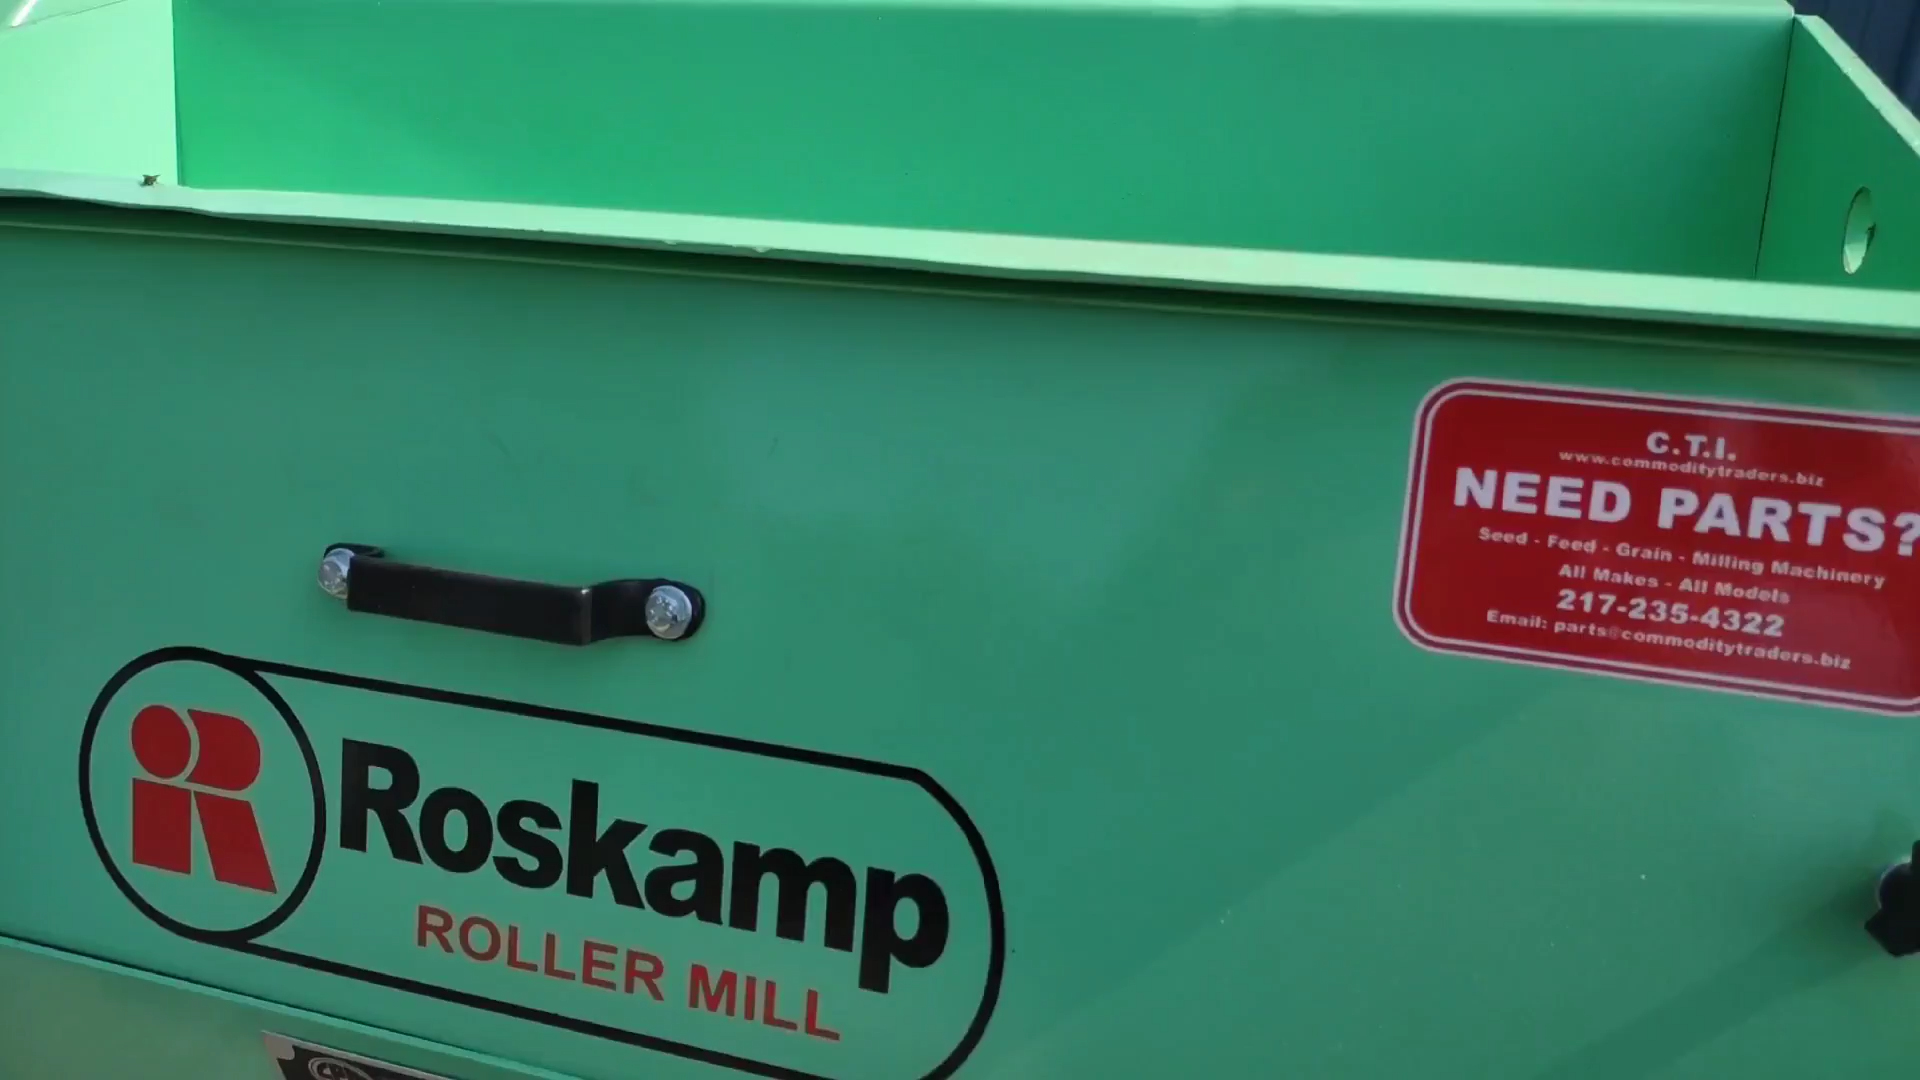 C.T.I.
www.commoditytraders.biz
NEED PARTS?
Seed - Feed - Grain - Milling Machinery
All Makes - All Models
217-235-4322
Email: parts@commoditytraders.biz
R
Roskamp
ROLLER MILL